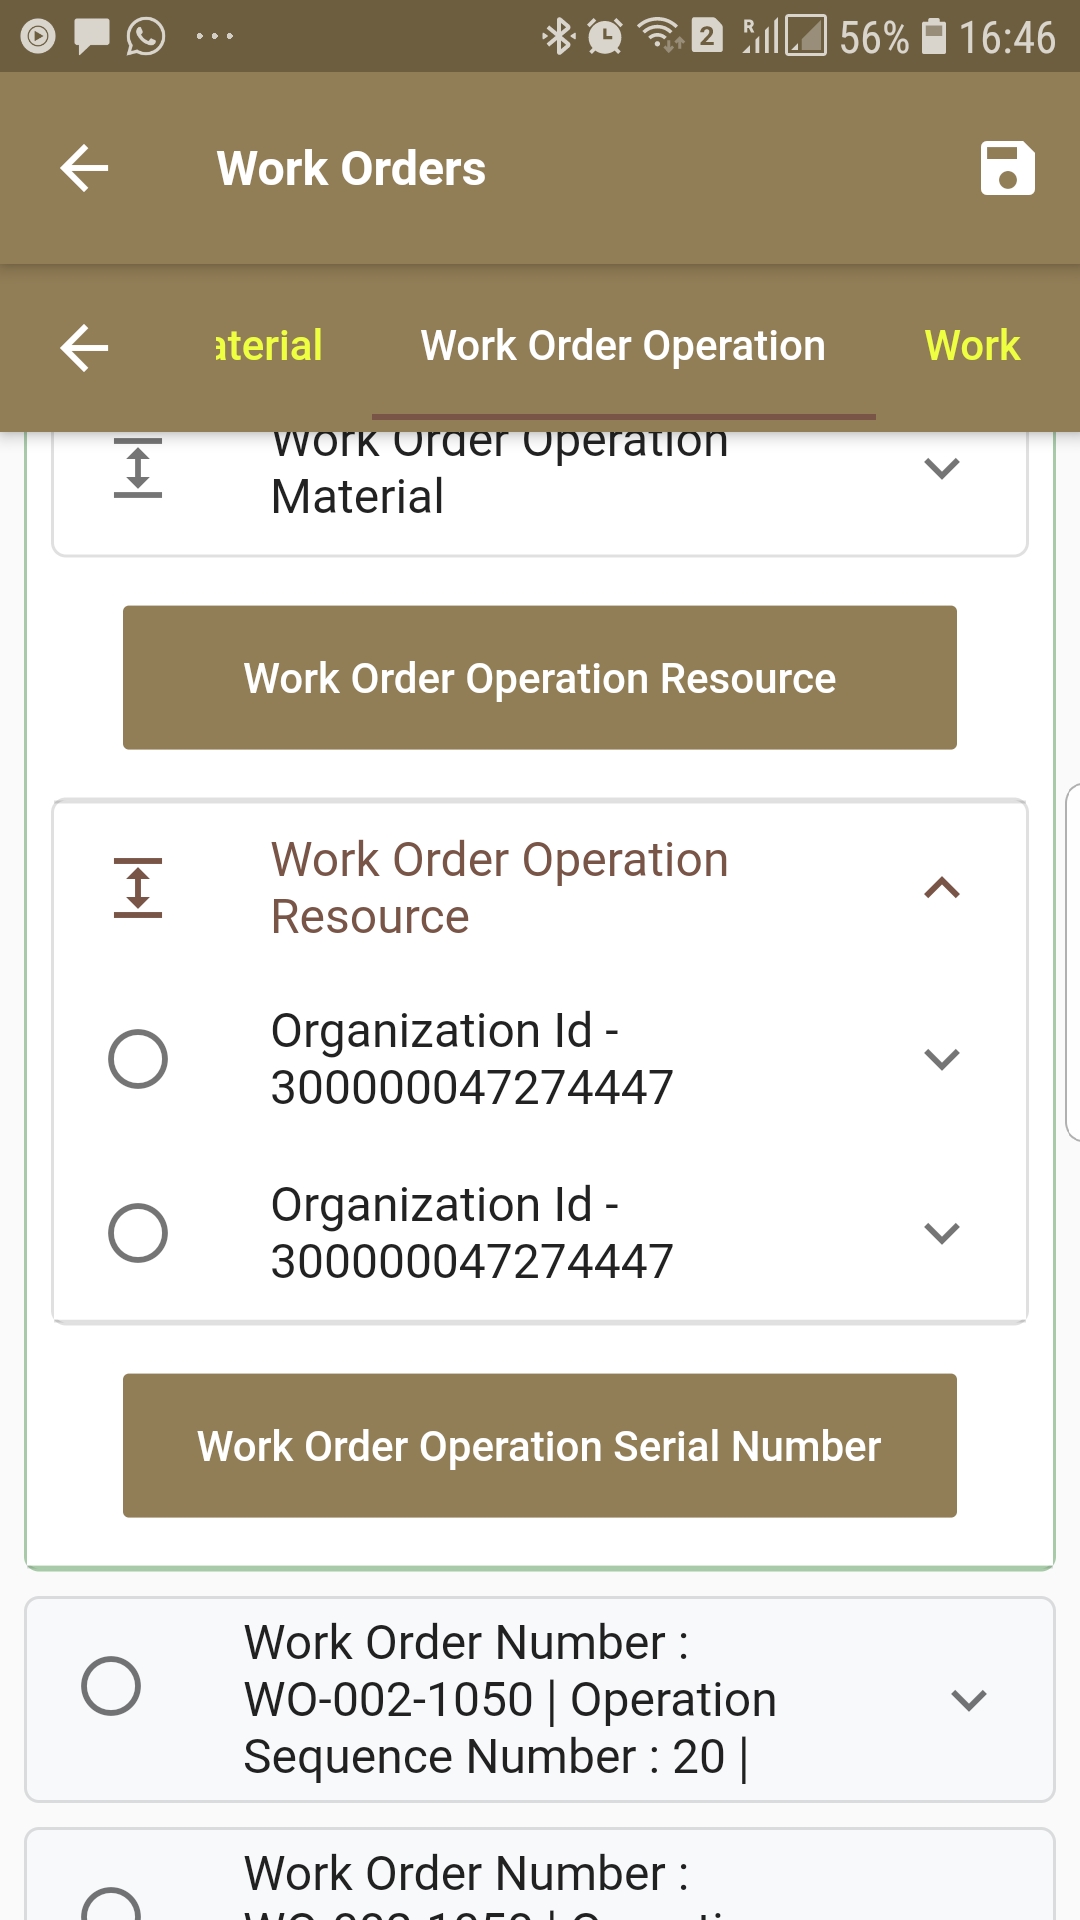 2 R 56% 16:46
Work Orders
aterial Work Order Operation Work
Work Order Operation
Material
Work Order Operation Resource
Work Order Operation
Resource
Organization Id -
300000047274447
Organization Id -
300000047274447
Work Order Operation Serial Number
Work Order Number :
WO-002-1050 | Operation
Sequence Number : 20 |
Work Order Number :